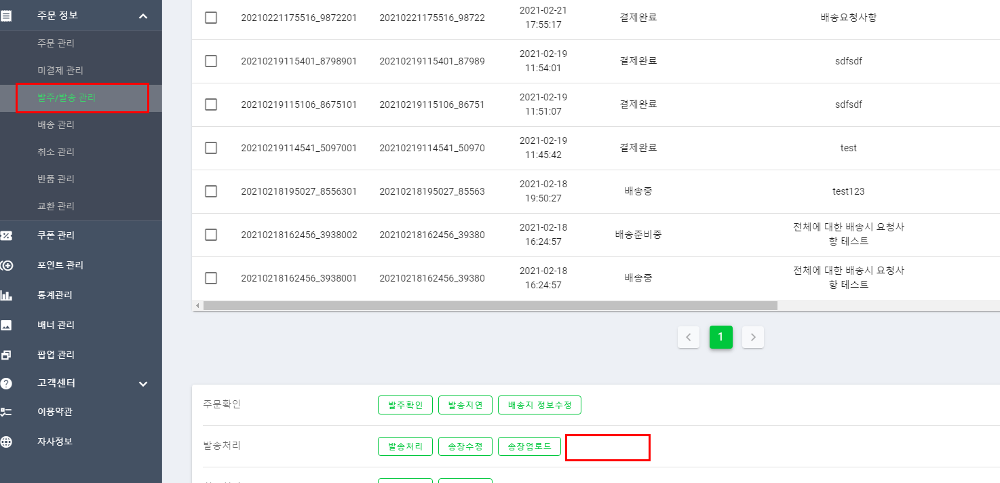 주문 정보
주문 관리
미결제 관리
발주/발송 관리
배송 관리
취소 관리
반품 관리
교환 관리
쿠폰 관리
포인트 관리
통계관리
배너 관리
팝업 관리
고객센터
이용약관
자사정보
20210221175516_9872201 20210221175516_98722 2021-02-21 결제완료 배송요청사항
17:55:17
20210219115401_8798901 20210219115401_87989 2021-02-19 결제완료 sdfsdf
11:54:01
20210219115106_8675101 20210219115106_86751 2021-02-19 결제완료 sdfsdf
11:51:07
20210219114541_5097001 20210219114541_50970 2021-02-19 결제완료 test
11:45:42
20210218195027_8556301 20210218195027_85563 2021-02-18 배송중 test123
19:50:27
20210218162456_3938002 20210218162456_39380 2021-02-18 배송준비중 전체에 대한 배송시 요청사
16:24:57 항 테스트
20210218162456_3938001 20210218162456_39380 2021-02-18 배송중 전체에 대한 배송시 요청사
16:24:57 항 테스트
1
주문확인 발주확인 발송지연 배송지 정보수정
발송처리 발송처리 송장수정 송장업로드